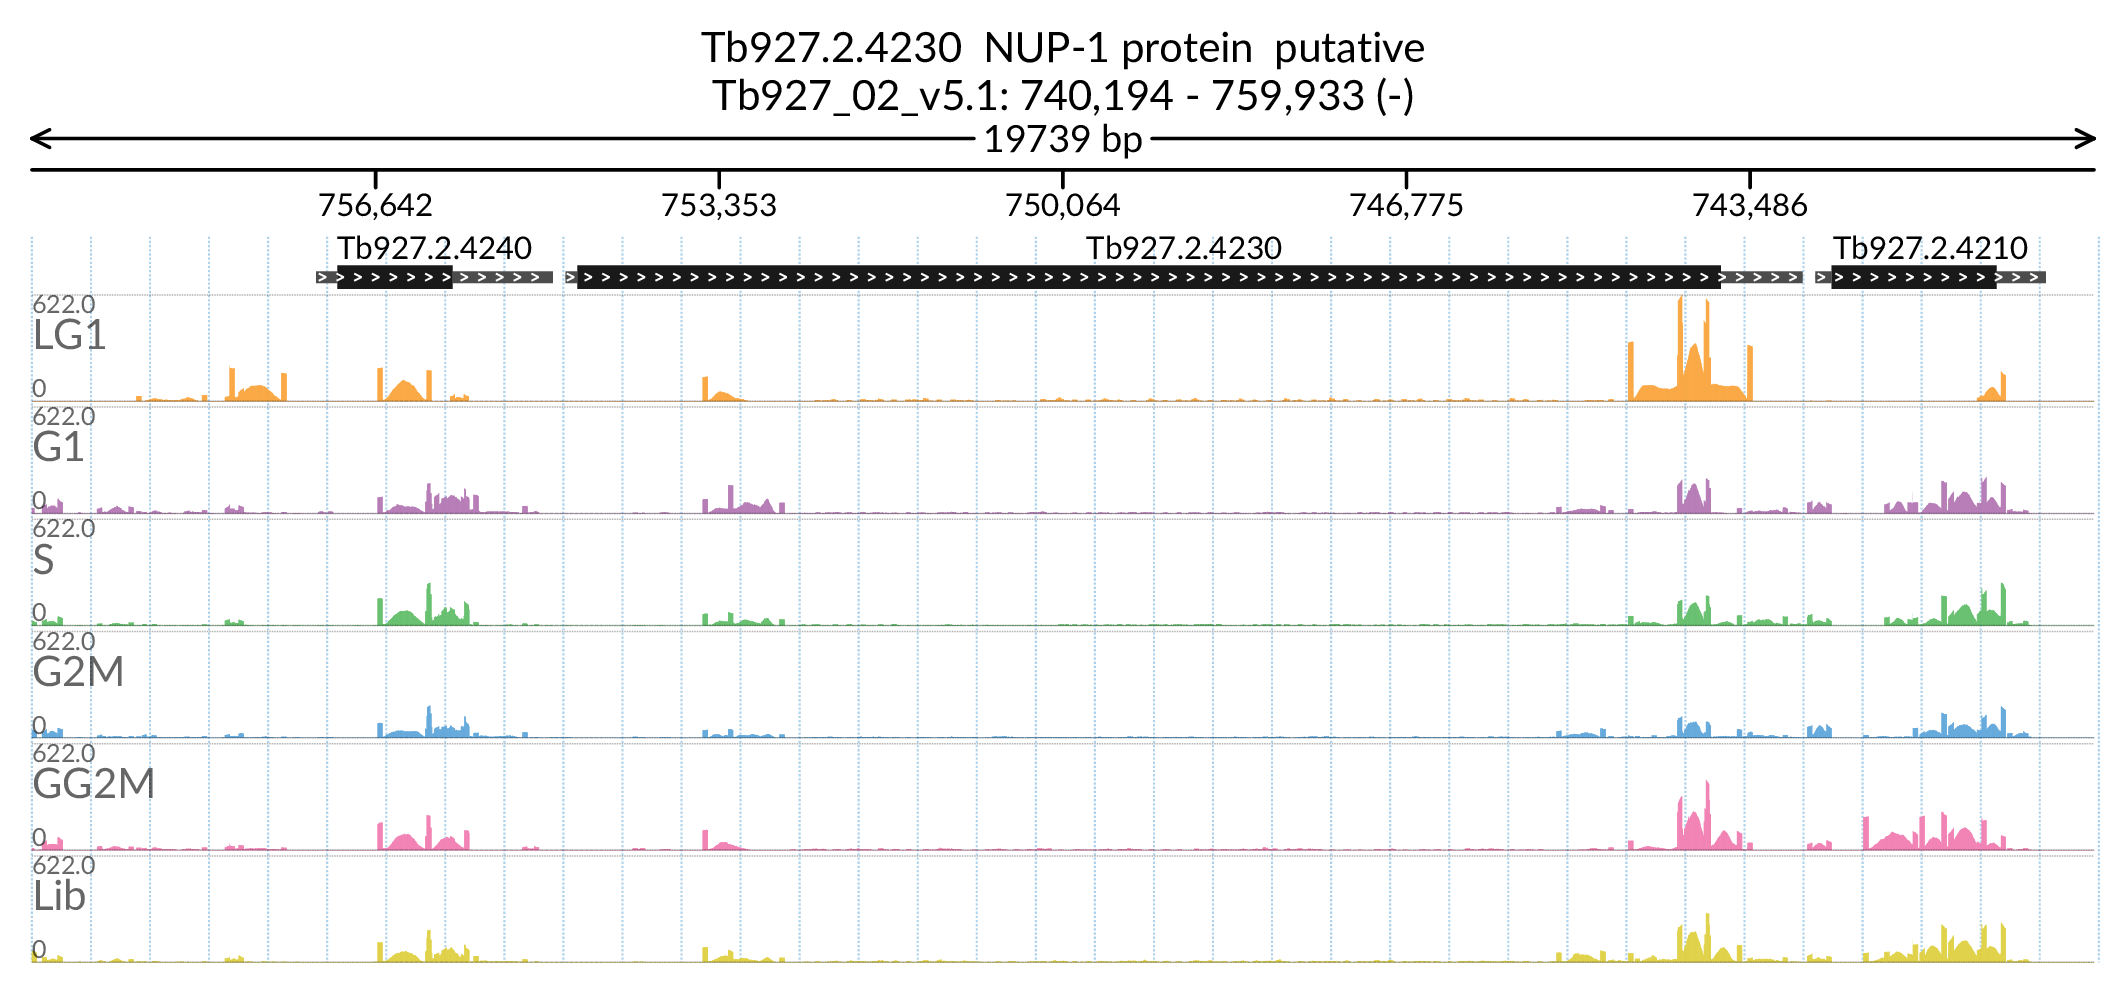 Tb927.2.4230  NUP-1 protein  putative
Tb927_02_v5.1: 740,194 - 759,933 (-)
19739 bp
756,642 753,353 750,064 746,775 743,486
Tb927.2.4240 Tb927.2.4230 Tb927.2.4210
622.0
LG1
0
622.0
G1
0
622.0
S
0
622.0
G2M
0
622.0
GG2M
0
622.0
Lib
0